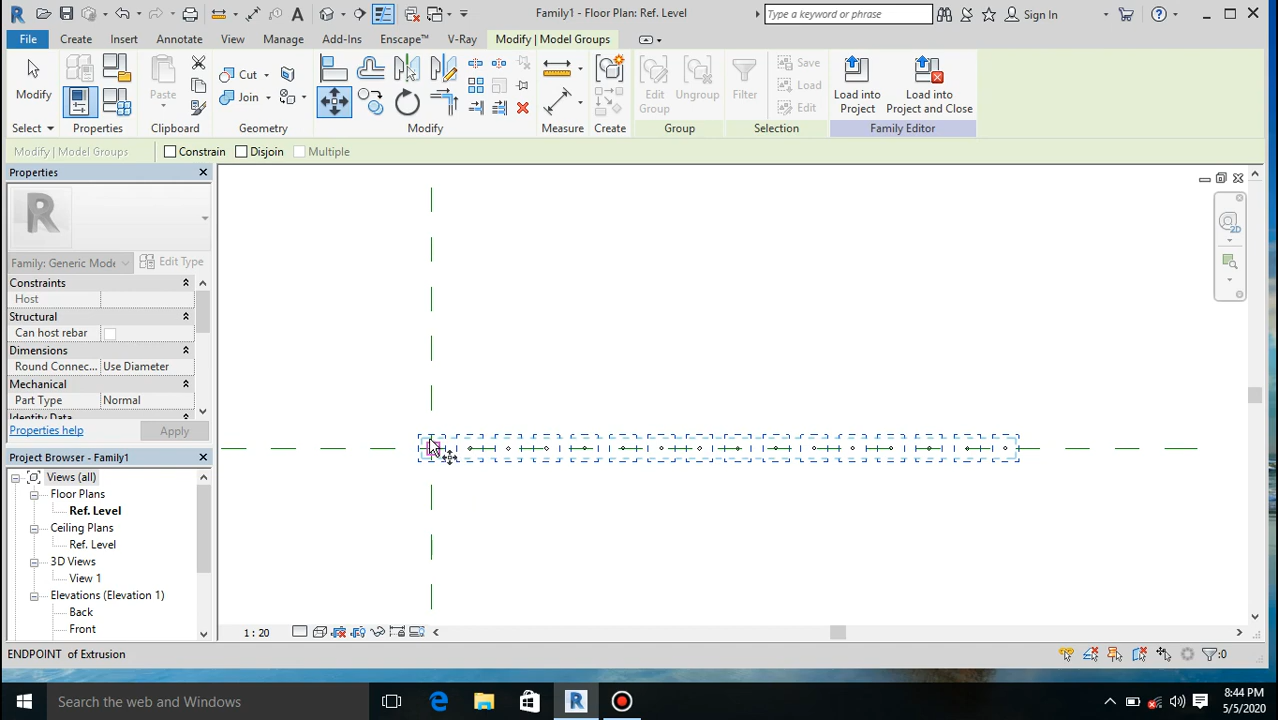 Family1 - Floor Plan: Ref. Level
Type a keyword or phrase
Sign In
File
Create
Insert
Annotate
View
Manage
Add-Ins
Enscape™
V-Ray
Modify | Model Groups
Modify
Paste
Cut
Join
Edit Group
Ungroup
Filter
Save
Load
Edit
Load into Project
Load into Project and Close
Select
Properties
Clipboard
Geometry
Modify
Measure
Create
Group
Selection
Family Editor
Modify | Model Groups
Constrain
Disjoin
Multiple
Properties
R
Family: Generic Mode
Edit Type
Constraints
Host
Structural
Can host rebar
Dimensions
Round Connec... Use Diameter
Mechanical
Part Type Normal
Identity Data
Properties help
Apply
Project Browser - Family1
Views (all)
Floor Plans
Ref. Level
Ceiling Plans
Ref. Level
3D Views
View 1
Elevations (Elevation 1)
Back
Front
2D
1 : 20
ENDPOINT of Extrusion
:0
Search the web and Windows
8:44 PM
5/5/2020